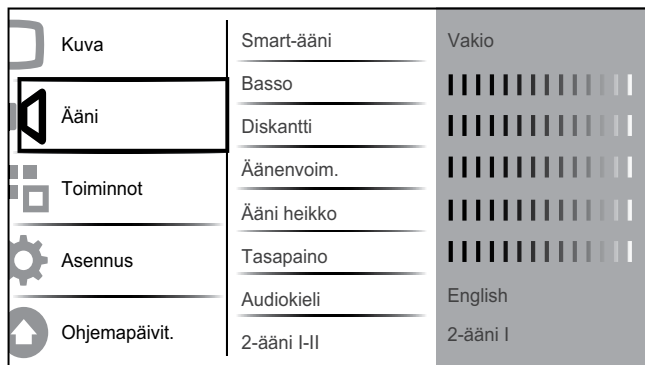 Kuva
Ääni
Toiminnot
Asennus
Ohjemapäivit.
Smart-ääni
Basso
Diskantti
Äänenvoim.
Ääni heikko
Tasapaino
Audiokieli
2-ääni I-II
Vakio
English
2-ääni I